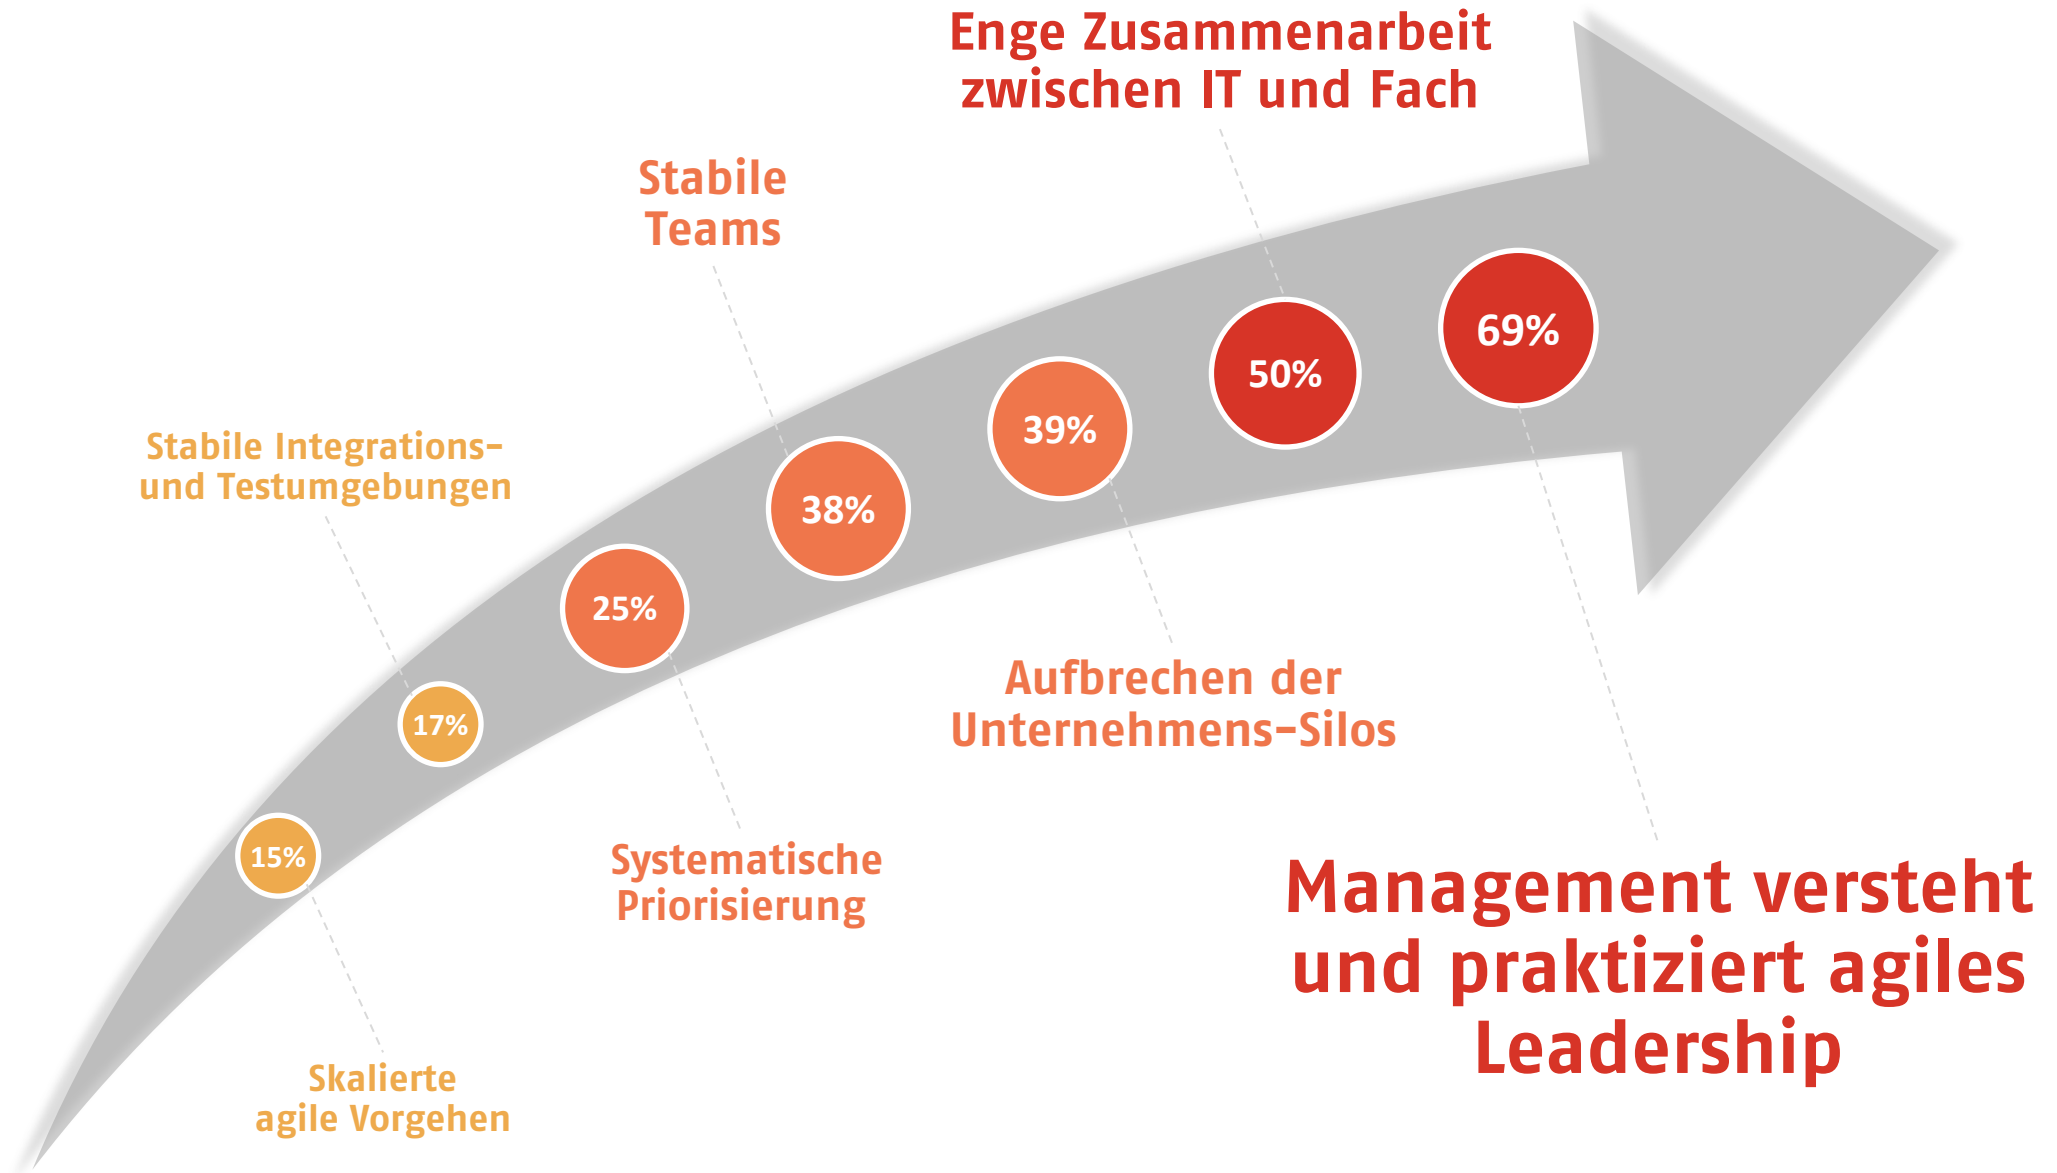 Enge Zusammenarbeit
zwischen IT und Fach
Stabile
Teams
69%
50%
39%
Stabile Integrations-
und Testumgebungen
38%
25%
Aufbrechen der
Unternehmens-Silos
17%
15%
Systematische
Priorisierung
Management versteht
und praktiziert agiles
Leadership
Skalierte
agile Vorgehen